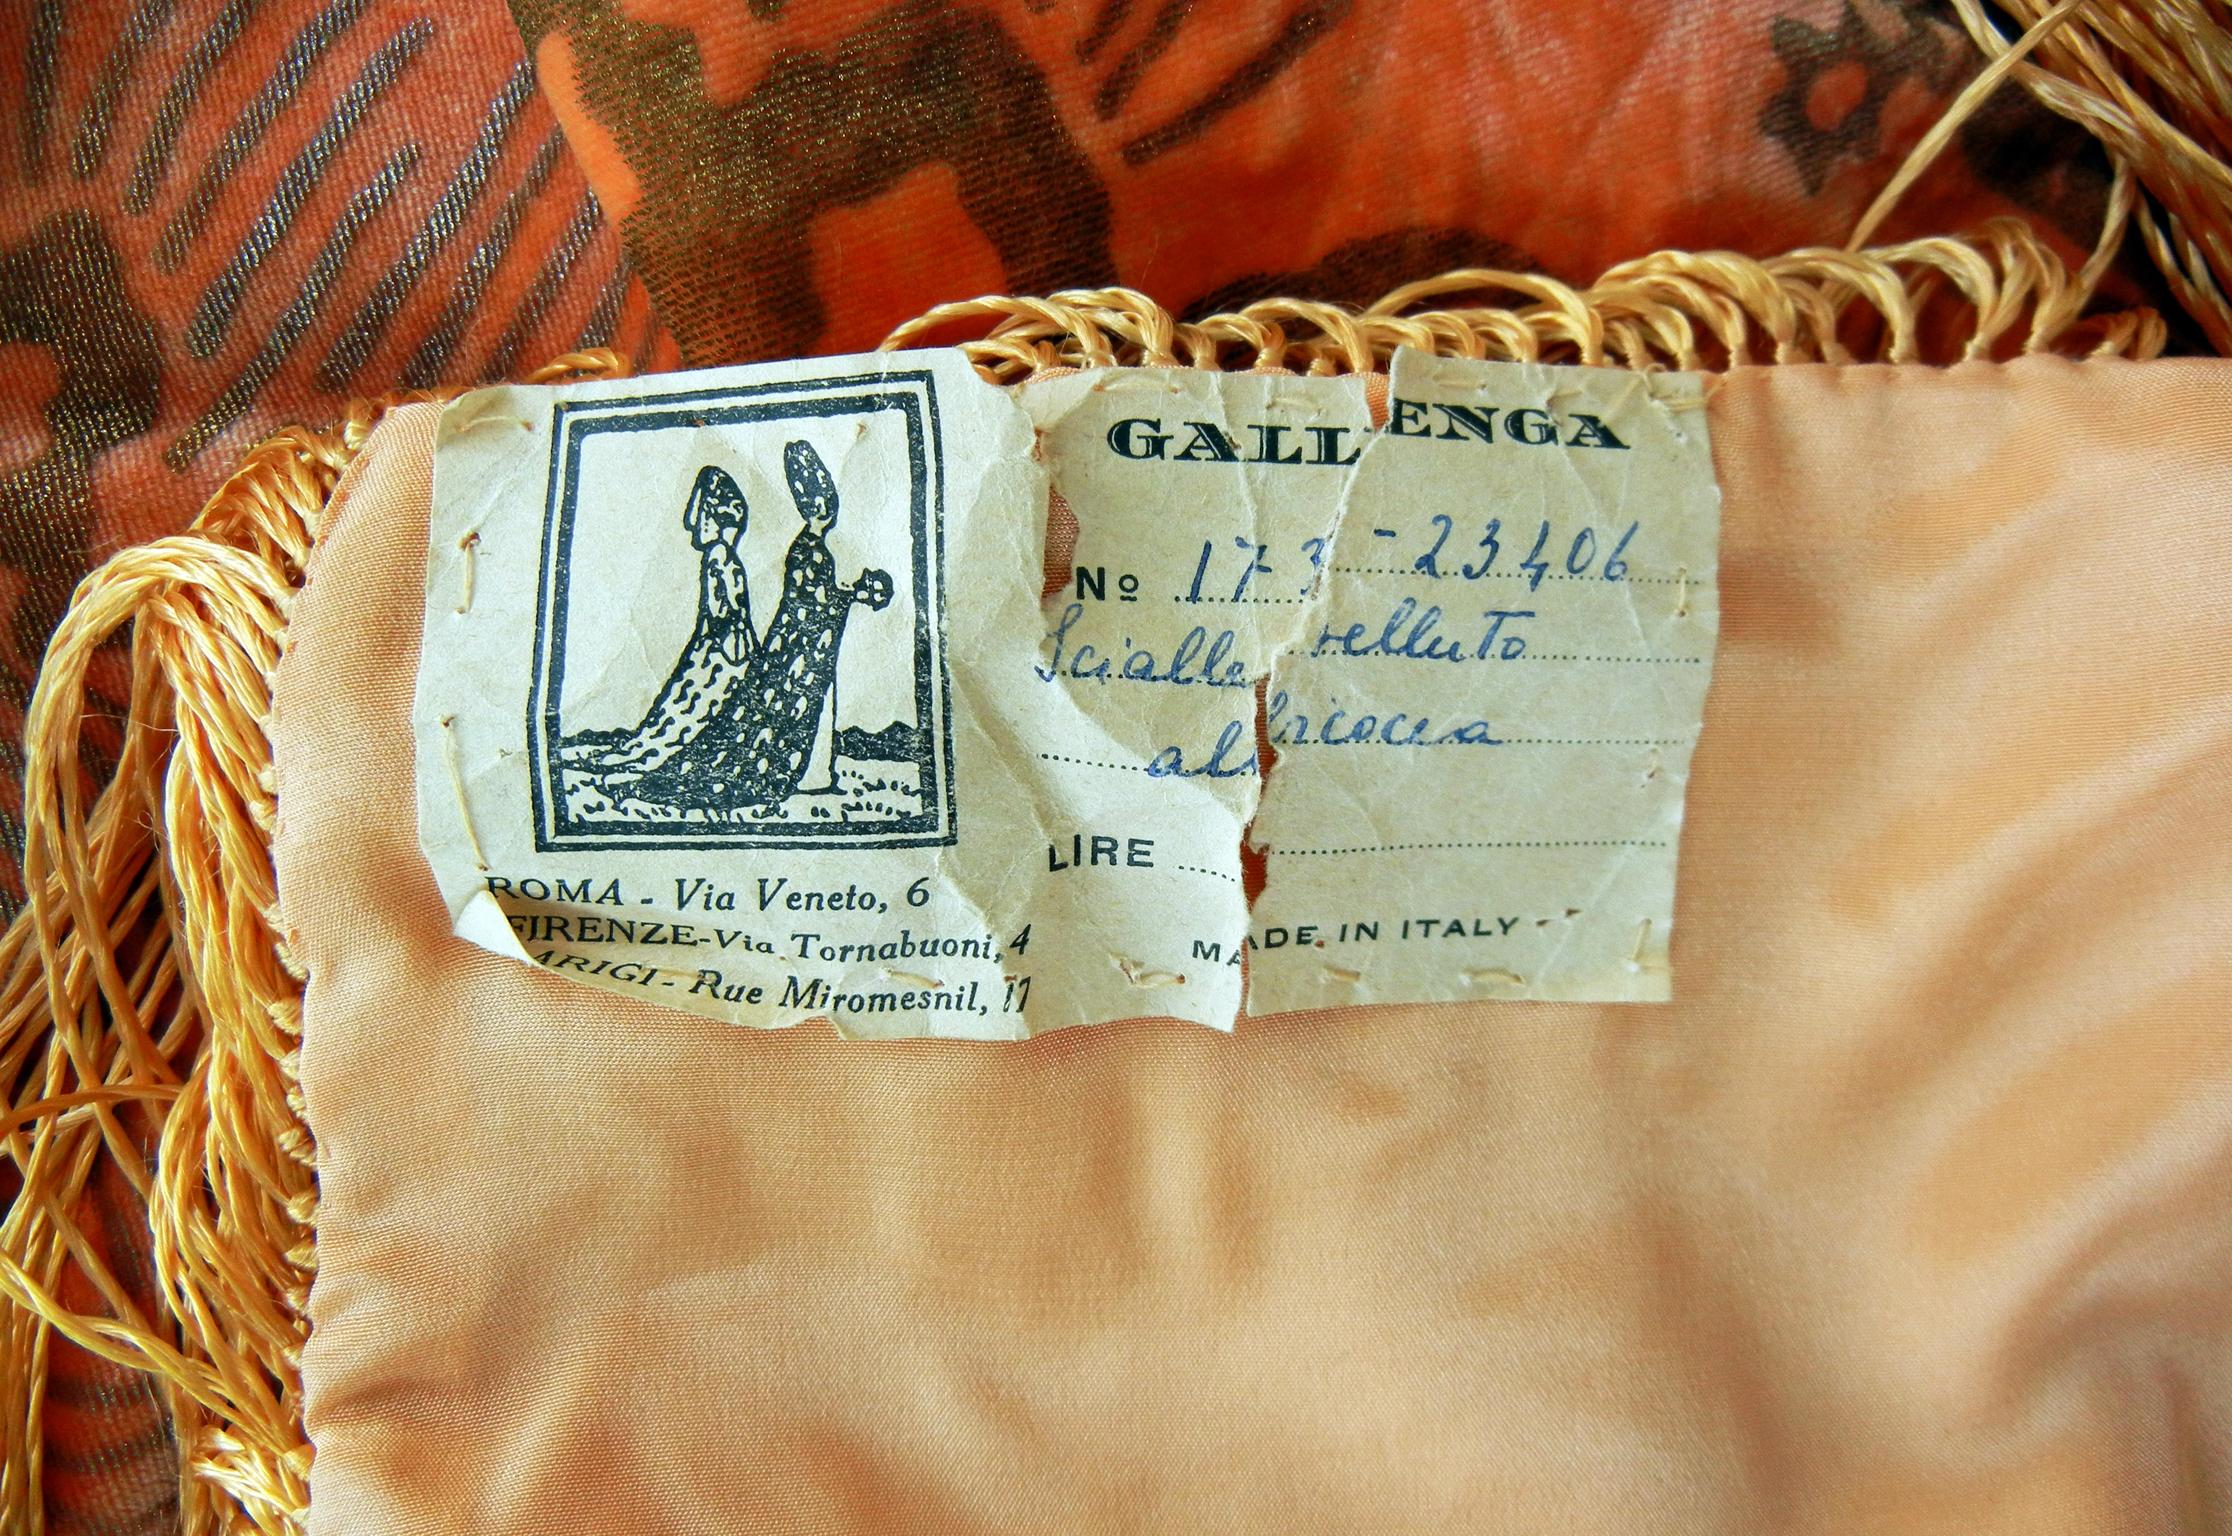 GALLENGA
Nº 173-23406
Scialle velluto
albicocca
LIRE
MADE IN ITALY
ROMA - Via Veneto, 6
FIRENZE-Via Tornabuoni, 4
ARIGI - Rue Miromesnil, 17